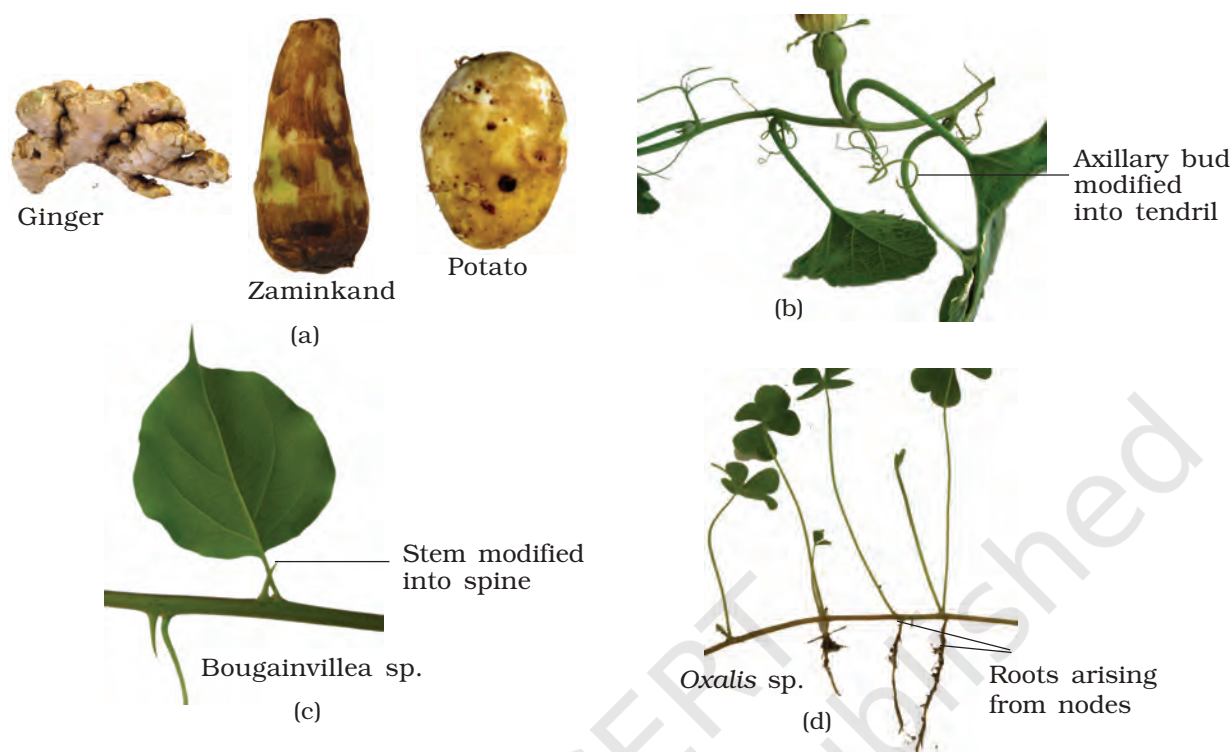 Ginger
Zaminkand
Potato
(a)
Axillary bud
modified
into tendril
(b)
Stem modified
into spine
Bougainvillea sp.
(c)
Oxalis sp.
Roots arising
from nodes
(d)